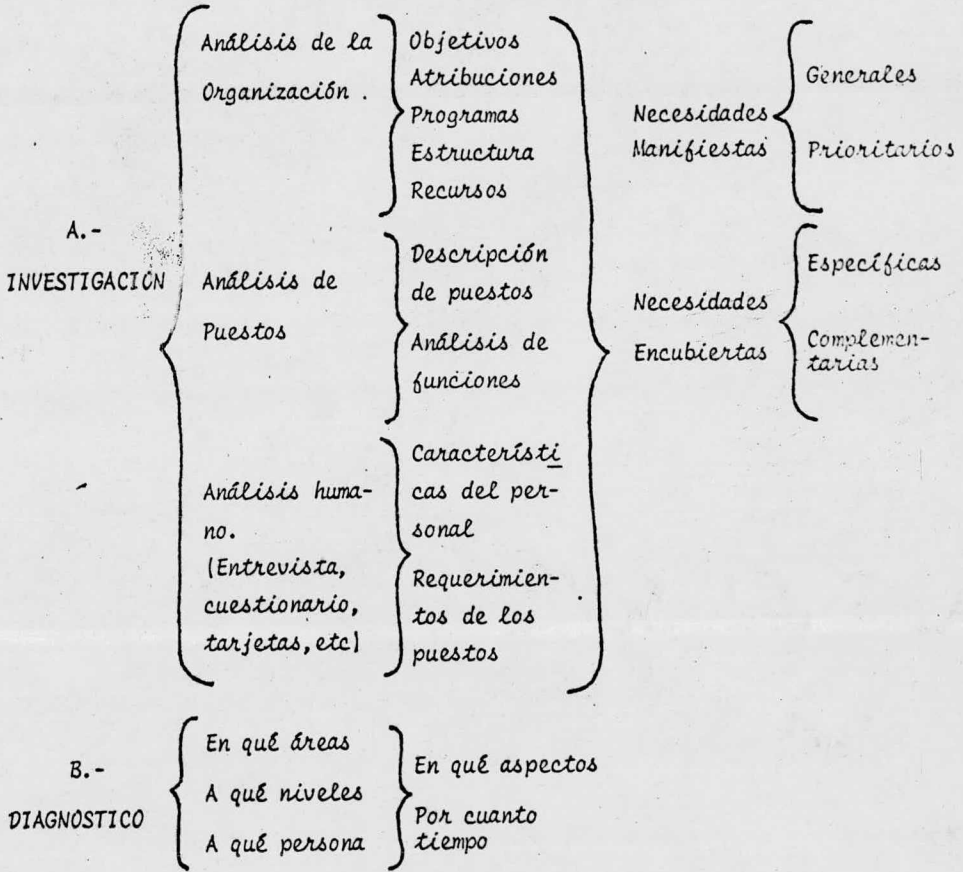 A.-
INVESTIGACIÓN
Análisis de la
Organización.
Objetivos
Atribuciones
Programas
Estructura
Recursos
Análisis de
Puestos
Descripción
de puestos
Análisis de
funciones
Análisis huma-
no.
(Entrevista,
cuestionario,
tarjetas, etc)
Característi
cas del per-
sonal
Requerimien-
tos de los
puestos
Necesidades
Manifiestas
Generales
Prioritarios
Necesidades
Encubiertas
Específicas
Complemen-
tarias
B.-
DIAGNOSTICO
En qué áreas
A qué niveles
A qué persona
En qué aspectos
Por cuanto
tiempo